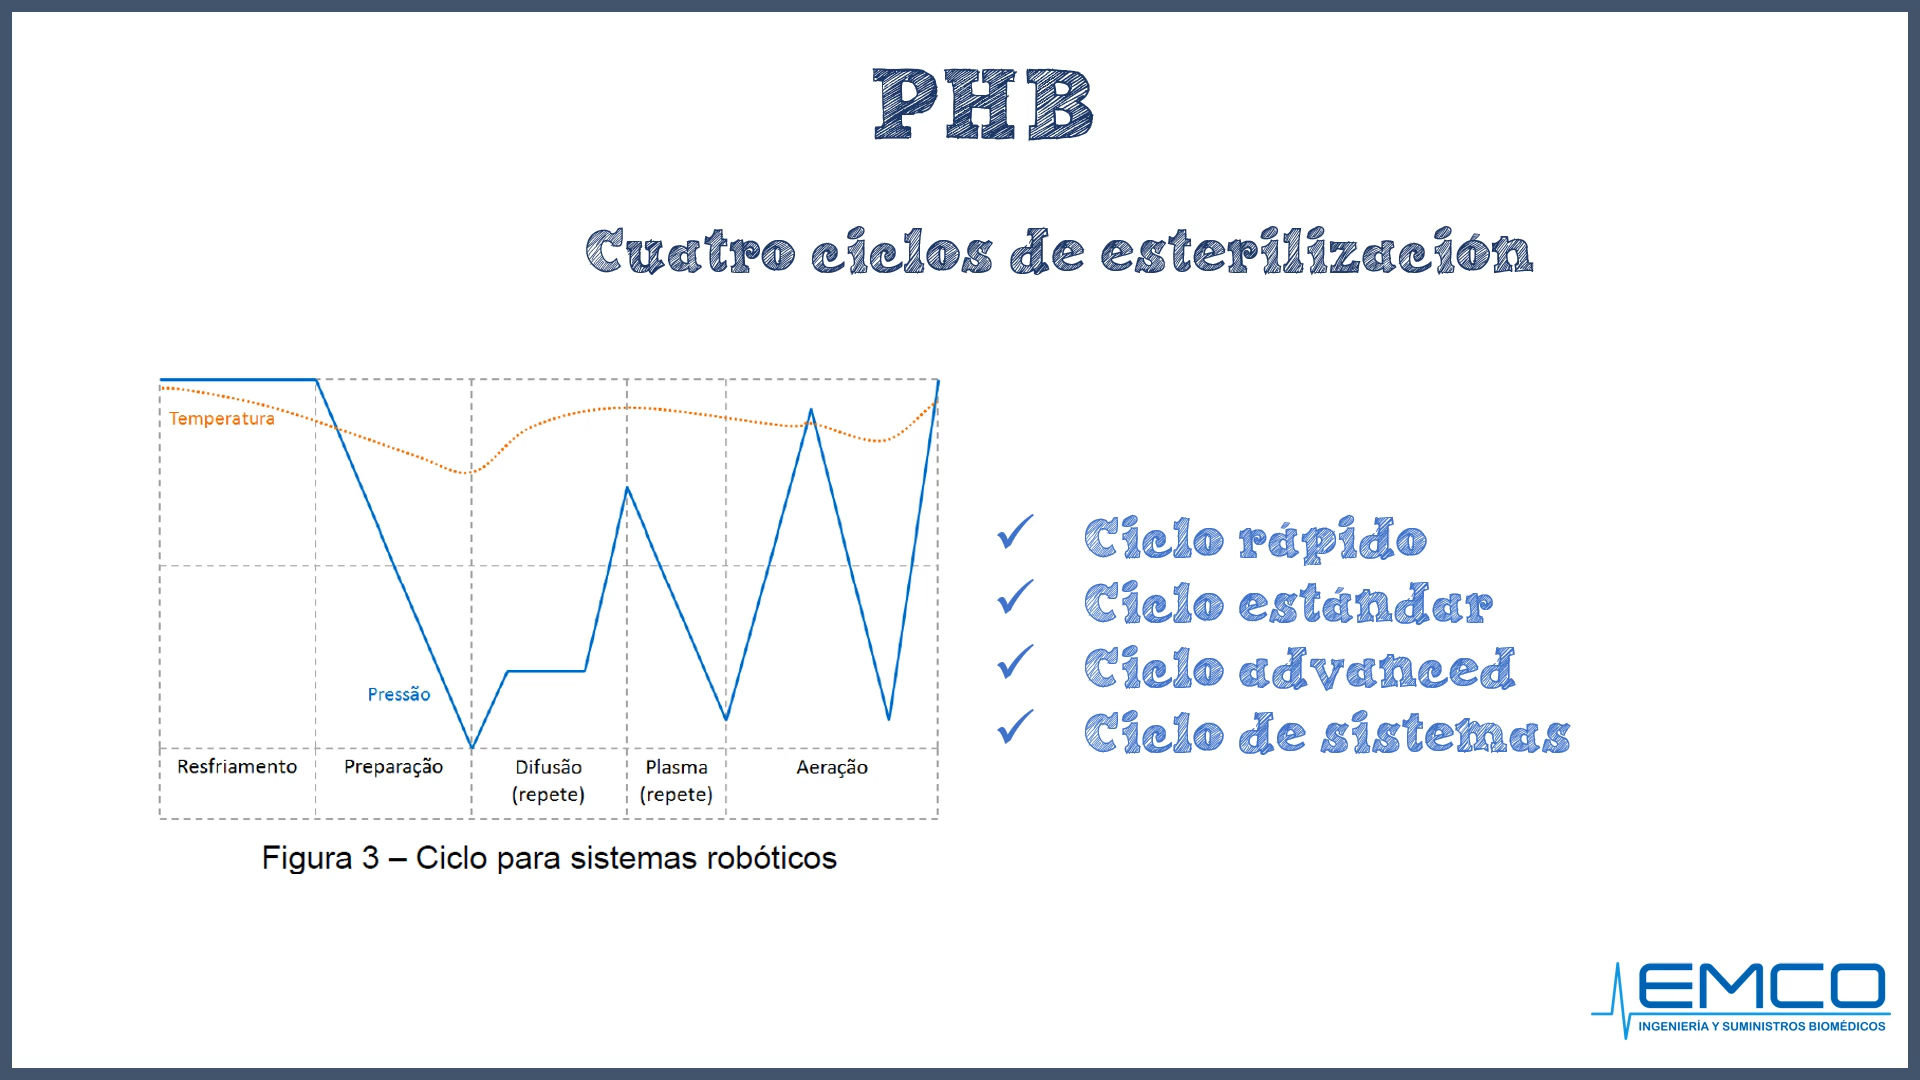 PHB
Cuatro ciclos de esterilización
Temperatura
Pressão
Resfriamento
Preparação
Difusão
(repete)
Plasma
(repete)
Aeração
Figura 3 – Ciclo para sistemas robóticos
Ciclo rápido
Ciclo estándar
Ciclo advanced
Ciclo de sistemas
EMCO
INGENIERÍA Y SUMINISTROS BIOMÉDICOS